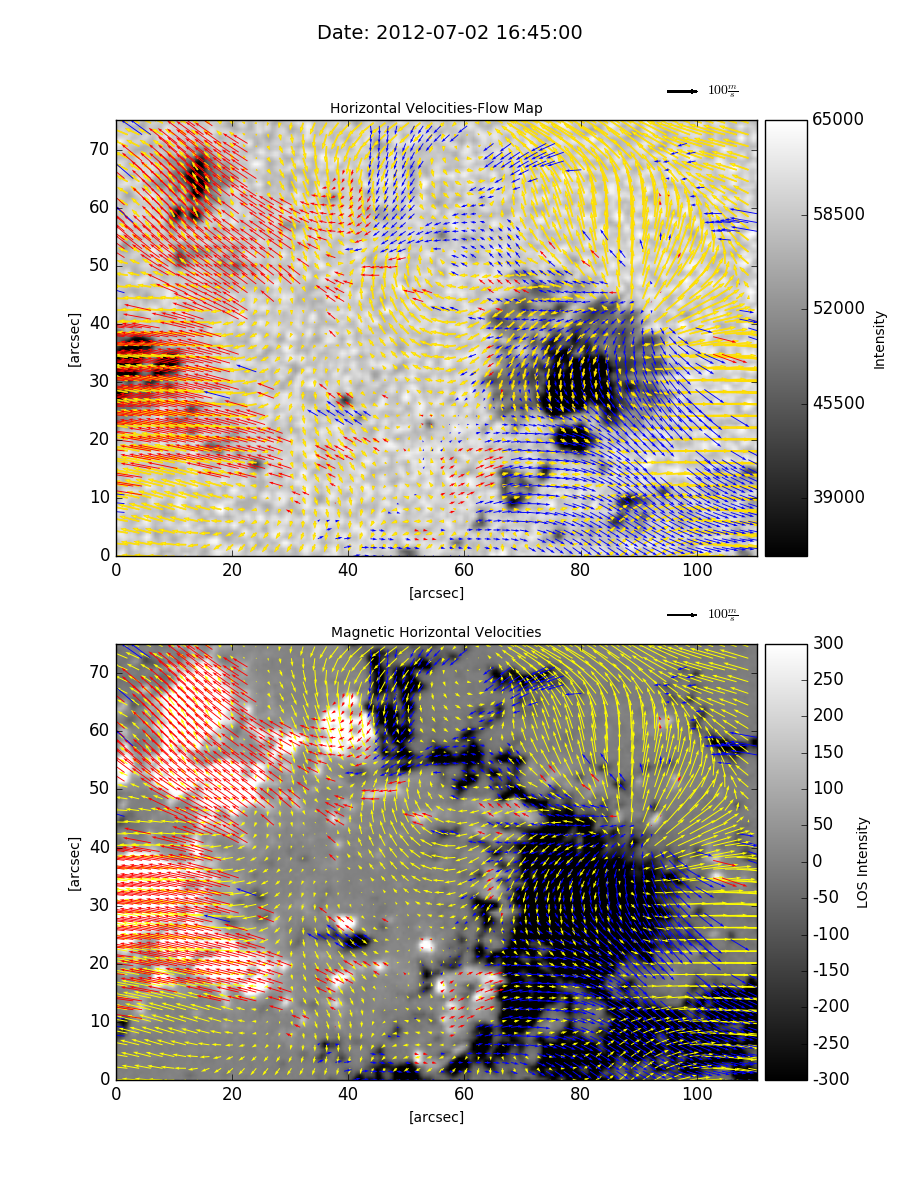 Date: 2012-07-02 16:45:00
100 m/s
Horizontal Velocities-Flow Map
70
60
50
40
30
20
10
0
[arcsec]
0 20 40 60 80 100
[arcsec]
65000
58500
52000
45500
39000
Intensity
100 m/s
Magnetic Horizontal Velocities
70
60
50
40
30
20
10
0
[arcsec]
0 20 40 60 80 100
[arcsec]
300
250
200
150
100
50
0
-50
-100
-150
-200
-250
-300
LOS Intensity